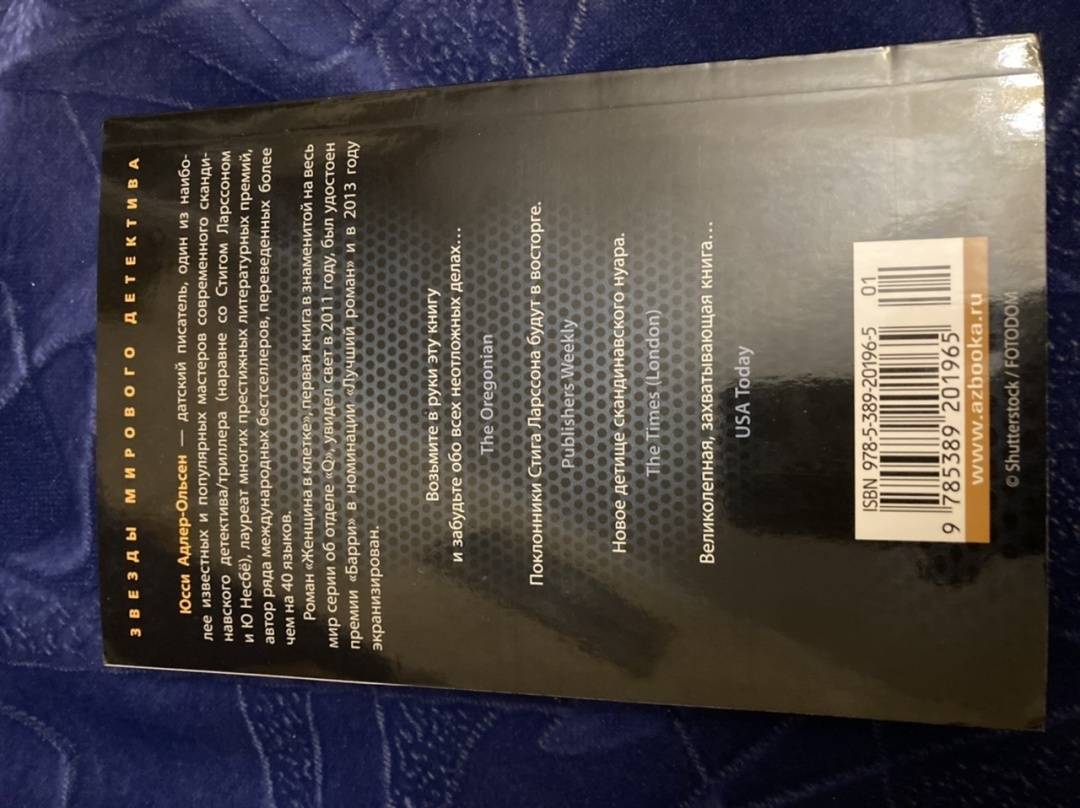 ЗВЕЗДЫ МИРОВОГО ДЕТЕКТИВА
Юсси Адлер-Ольсен — датский писатель, один из наибо-
лее известных и популярных мастеров современного сканди-
навского детектива/триллера (наравне со Стигом Ларссоном
и Ю Несбё), лауреат многих престижных литературных премий,
автор ряда международных бестселлеров, переведенных более
чем на 40 языков.
Роман «Женщина в клетке», первая книга в знаменитой на весь
мир серии об отделе «Q», увидел свет в 2011 году, был удостоен
премии «Барри» в номинации «Лучший роман» и в 2013 году
экранизирован.
Возьмите в руки эту книгу
и забудьте обо всех неотложных делах...
The Oregonian
Поклонники Стига Ларссона будут в восторге.
Publishers Weekly
Новое детище скандинавского нуара.
The Times (London)
Великолепная, захватывающая книга...
USA Today
ISBN 978-5-389-20196-5
01
9 785389 201965
www.azbooka.ru
© Shutterstock / FOTODOM